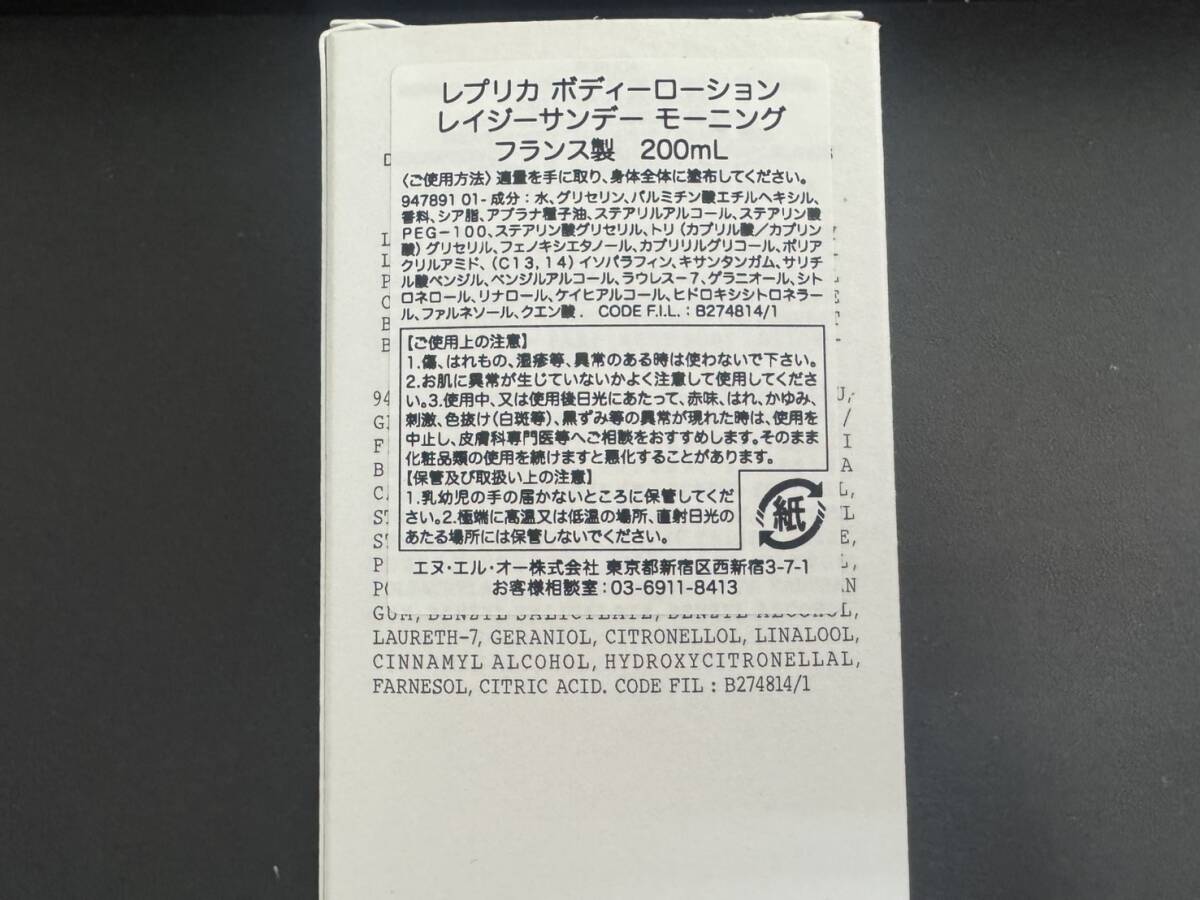 レプリカ ボディーローション
レイジーサンデー モーニング
フランス製 200mL
〈ご使用方法〉適量を手に取り、身体全体に塗布してください。
947891 01- 成分：水、グリセリン、パルミチン酸エチルヘキシル、
香料、シア脂、アブラナ種子油、ステアリルアルコール、ステアリン酸
PEG－100、ステアリン酸グリセリル、トリ（カプリル酸／カプリン
酸）グリセリル、フェノキシエタノール、カプリリルグリコール、ポリア
クリルアミド、（C13，14）イソパラフィン、キサンタンガム、サリチ
ル酸ベンジル、ベンジルアルコール、ラウレス－7、ゲラニオール、シト
ロネロール、リナロール、ケイヒアルコール、ヒドロキシシトロネラー
ル、ファルネソール、クエン酸． CODE F.I.L.：B274814/1
【ご使用上の注意】
1.傷、はれもの、湿疹等、異常のある時は使わないで下さい。
2.お肌に異常が生じていないかよく注意して使用してくださ
い。3.使用中、又は使用後日光にあたって、赤味、はれ、かゆみ、
刺激、色抜け（白斑等）、黒ずみ等の異常が現れた時は、使用を
中止し、皮膚科専門医等へご相談をおすすめします。そのまま
化粧品類の使用を続けますと悪化することがあります。
【保管及び取扱い上の注意】
1.乳幼児の手の届かないところに保管してくだ
さい。2.極端に高温又は低温の場所、直射日光の
あたる場所には保管しないでください。
紙
エヌ・エル・オー株式会社 東京都新宿区西新宿3-7-1
お客様相談室：03-6911-8413
GUM, BENZYL SALICYLATE, BENZYL ALCOHOL,
LAURETH-7, GERANIOL, CITRONELLOL, LINALOOL,
CINNAMYL ALCOHOL, HYDROXYCITRONELLAL,
FARNESOL, CITRIC ACID. CODE FIL : B274814/1